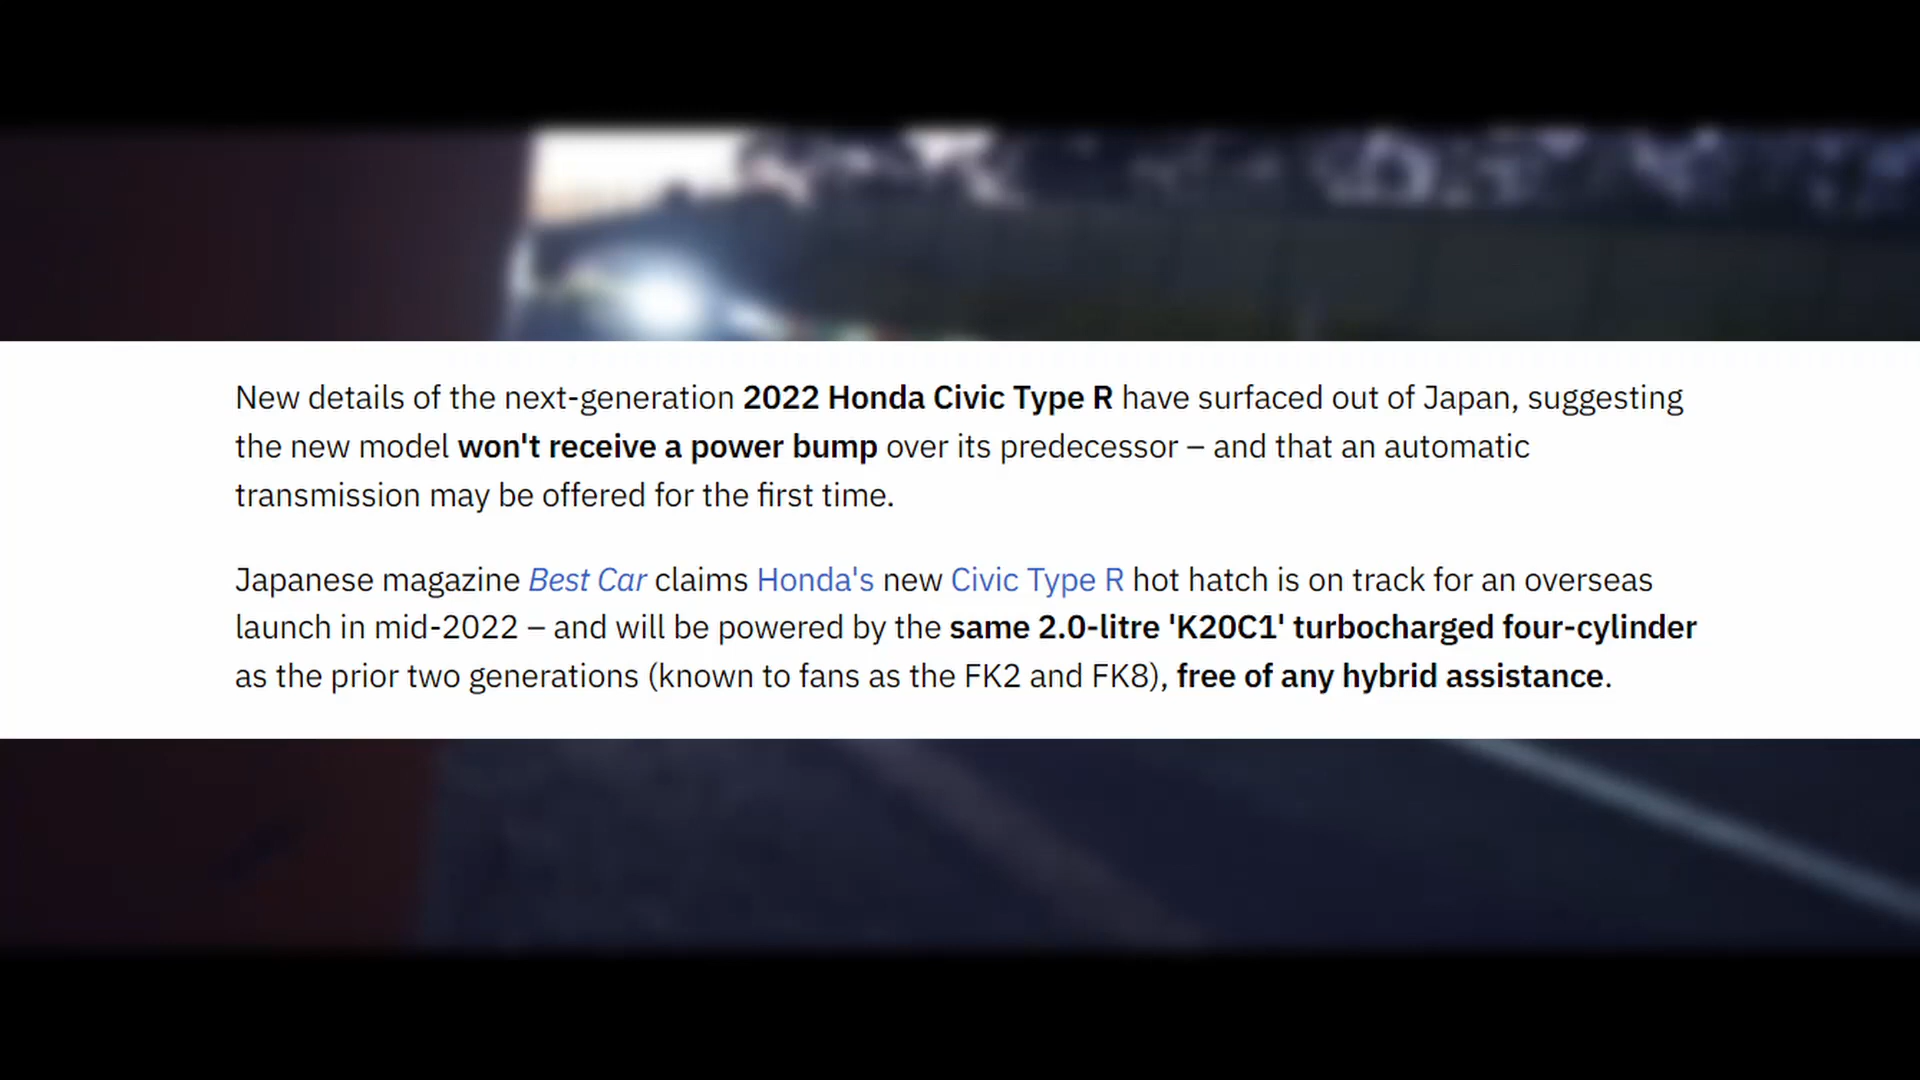 New details of the next-generation 2022 Honda Civic Type R have surfaced out of Japan, suggesting
the new model won't receive a power bump over its predecessor – and that an automatic
transmission may be offered for the first time.
Japanese magazine Best Car claims Honda's new Civic Type R hot hatch is on track for an overseas
launch in mid-2022 – and will be powered by the same 2.0-litre 'K20C1' turbocharged four-cylinder
as the prior two generations (known to fans as the FK2 and FK8), free of any hybrid assistance.